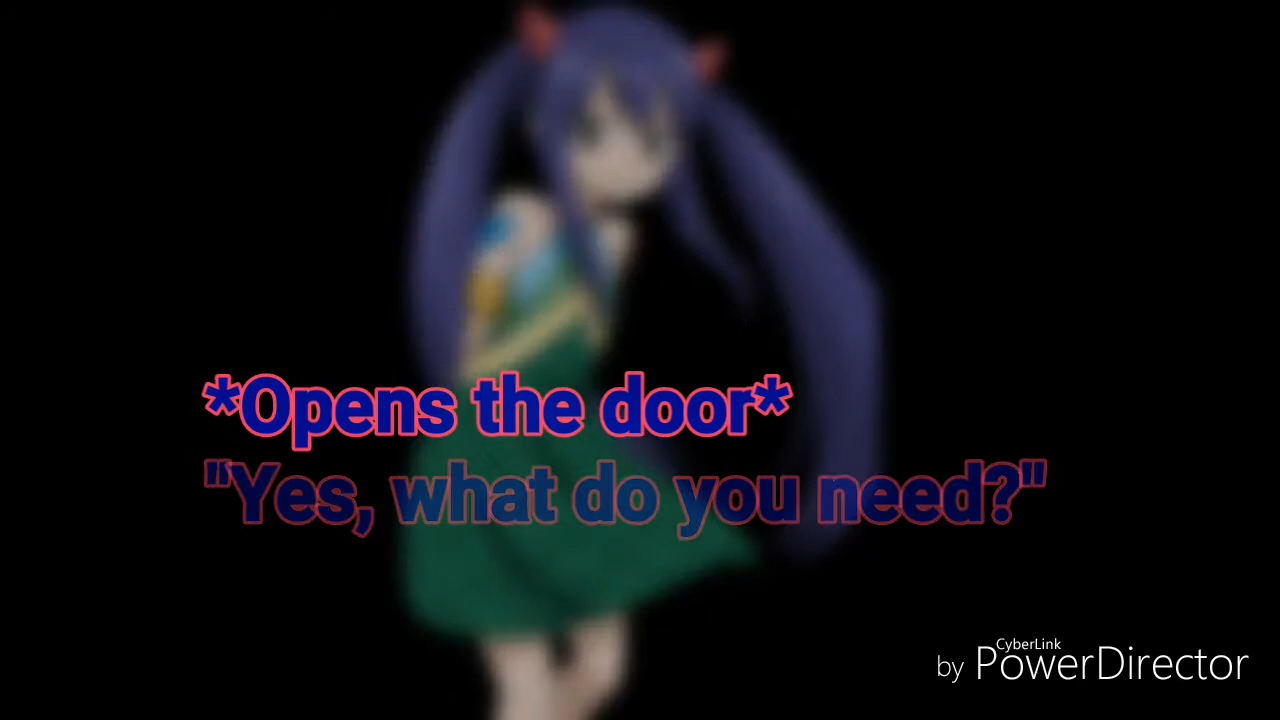 *Opens the door*
"Yes, what do you need?"
CyberLink
by PowerDirector